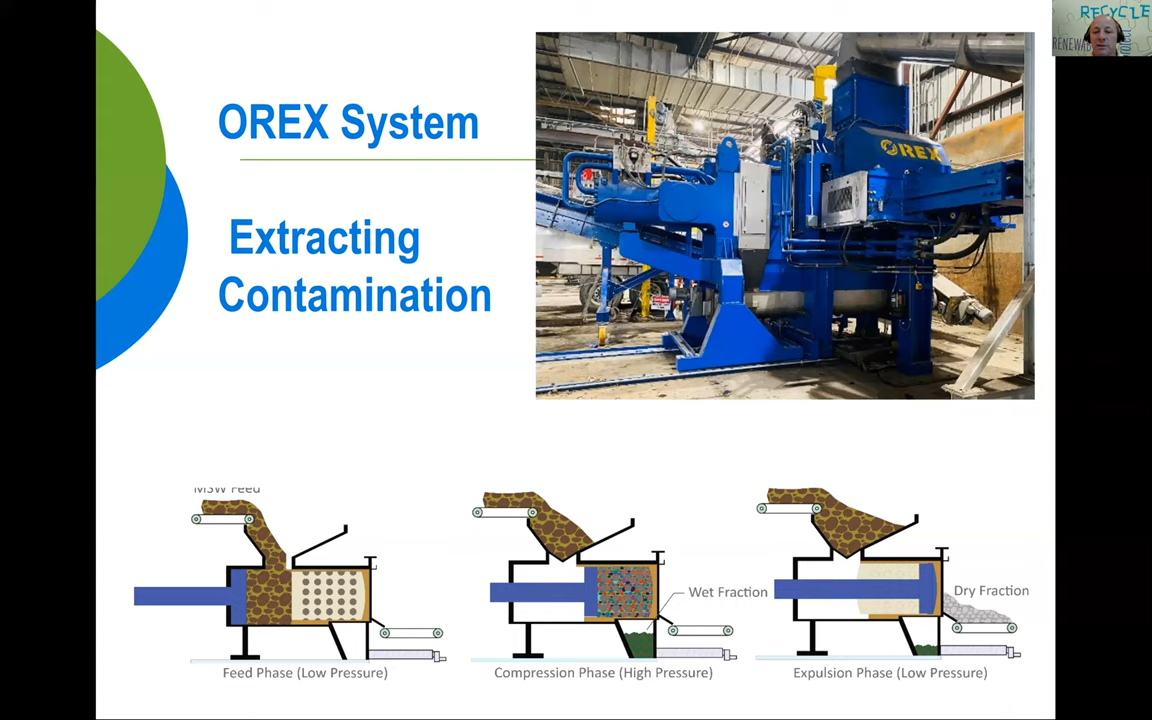 OREX System
Extracting
Contamination
OREX
RECYCLE
MSW Feed
Wet Fraction
Dry Fraction
Feed Phase (Low Pressure)
Compression Phase (High Pressure)
Expulsion Phase (Low Pressure)